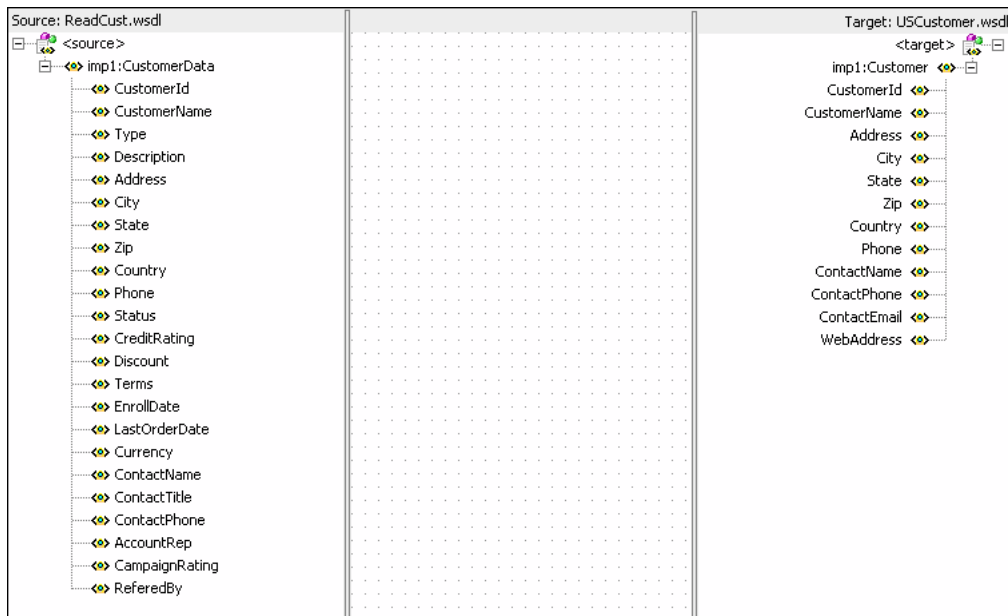 Source: ReadCust.wsdl
<source>
imp1:CustomerData
CustomerId
CustomerName
Type
Description
Address
City
State
Zip
Country
Phone
Status
CreditRating
Discount
Terms
EnrollDate
LastOrderDate
Currency
ContactName
ContactTitle
ContactPhone
AccountRep
CampaignRating
ReferedBy
Target: USCustomer.wsdl
<target>
imp1:Customer
CustomerId
CustomerName
Address
City
State
Zip
Country
Phone
ContactName
ContactPhone
ContactEmail
WebAddress